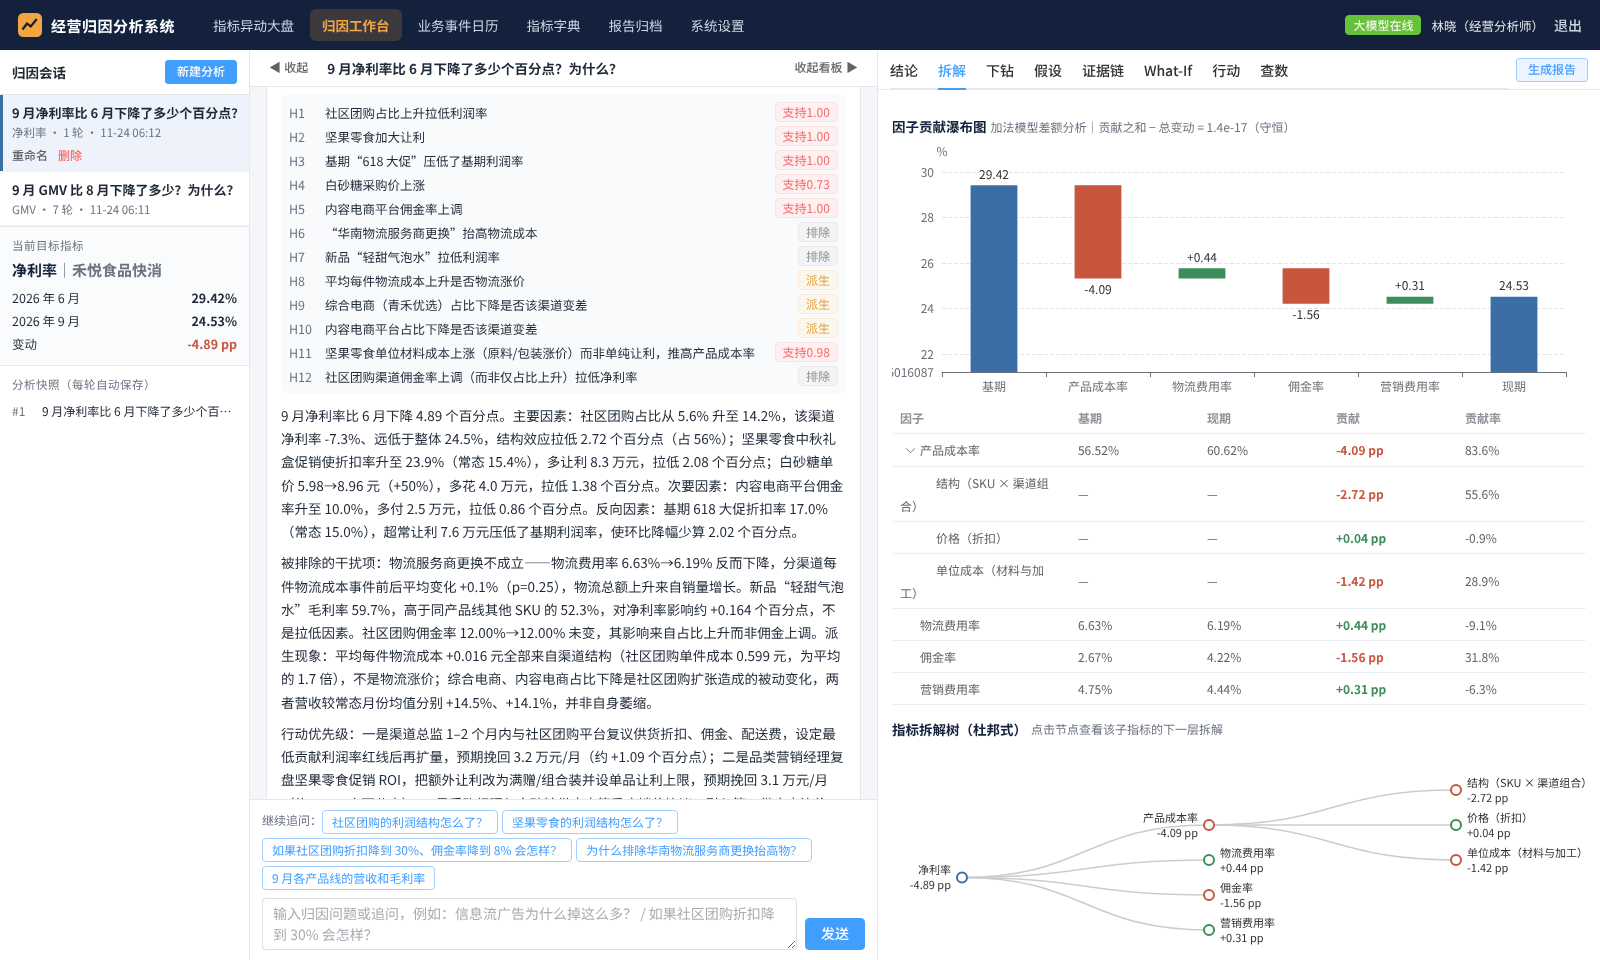 经营归因分析系统
指标异动大盘
归因工作台
业务事件日历
指标字典
报告归档
系统设置
大模型在线
林晓（经营分析师）
退出
归因会话
新建分析
9 月净利率比 6 月下降了多少个百分点?
净利率 · 1 轮 · 11-24 06:12
重命名 删除
9 月 GMV 比 8 月下降了多少？为什么?
GMV · 7 轮 · 11-24 06:11
当前目标指标
净利率｜禾悦食品快消
2026 年 6 月 29.42%
2026 年 9 月 24.53%
变动 -4.89 pp
分析快照（每轮自动保存）
#1 9 月净利率比 6 月下降了多少个百…
◀ 收起
9 月净利率比 6 月下降了多少个百分点？为什么?
收起看板 ▶
H1 社区团购占比上升拉低利润率 支持1.00
H2 坚果零食加大让利 支持1.00
H3 基期“618 大促”压低了基期利润率 支持1.00
H4 白砂糖采购价上涨 支持0.73
H5 内容电商平台佣金率上调 支持1.00
H6 “华南物流服务商更换”抬高物流成本 排除
H7 新品“轻甜气泡水”拉低利润率 排除
H8 平均每件物流成本上升是否物流涨价 派生
H9 综合电商（青禾优选）占比下降是否该渠道变差 派生
H10 内容电商平台占比下降是否该渠道变差 派生
H11 坚果零食单位材料成本上涨（原料/包装涨价）而非单纯让利，推高产品成本率 支持0.98
H12 社区团购渠道佣金率上调（而非仅占比上升）拉低净利率 排除
9 月净利率比 6 月下降 4.89 个百分点。主要因素：社区团购占比从 5.6% 升至 14.2%，该渠道
净利率 -7.3%、远低于整体 24.5%，结构效应拉低 2.72 个百分点（占 56%）；坚果零食中秋礼
盒促销使折扣率升至 23.9%（常态 15.4%），多让利 8.3 万元，拉低 2.08 个百分点；白砂糖单
价 5.98→8.96 元（+50%），多花 4.0 万元，拉低 1.38 个百分点。次要因素：内容电商平台佣金
率升至 10.0%，多付 2.5 万元，拉低 0.86 个百分点。反向因素：基期 618 大促折扣率 17.0%
（常态 15.0%），超常让利 7.6 万元压低了基期利润率，使环比降幅少算 2.02 个百分点。
被排除的干扰项：物流服务商更换不成立——物流费用率 6.63%→6.19% 反而下降，分渠道每
件物流成本事件前后平均变化 +0.1%（p=0.25），物流总额上升来自销量增长。新品“轻甜气泡
水”毛利率 59.7%，高于同产品线其他 SKU 的 52.3%，对净利率影响约 +0.164 个百分点，不
是拉低因素。社区团购佣金率 12.00%→12.00% 未变，其影响来自占比上升而非佣金上调。派
生现象：平均每件物流成本 +0.016 元全部来自渠道结构（社区团购单件成本 0.599 元，为平均
的 1.7 倍），不是物流涨价；综合电商、内容电商占比下降是社区团购扩张造成的被动变化，两
者营收较常态月份均值分别 +14.5%、+14.1%，并非自身萎缩。
行动优先级：一是渠道总监 1–2 个月内与社区团购平台复议供货折扣、佣金、配送费，设定最
低贡献利润率红线后再扩量，预期挽回 3.2 万元/月（约 +1.09 个百分点）；二是品类营销经理复
盘坚果零食促销 ROI，把额外让利改为满赠/组合装并设单品让利上限，预期挽回 3.1 万元/月
继续追问：
社区团购的利润结构怎么了?
坚果零食的利润结构怎么了?
如果社区团购折扣降到 30%、佣金率降到 8% 会怎样?
为什么排除华南物流服务商更换抬高物?
9 月各产品线的营收和毛利率
输入归因问题或追问，例如：信息流广告为什么掉这么多？ / 如果社区团购折扣降
到 30% 会怎样？
发送
结论
拆解
下钻
假设
证据链
What-If
行动
查数
生成报告
因子贡献瀑布图 加法模型差额分析｜贡献之和 − 总变动 = 1.4e-17（守恒）
%
30
28
26
24
22
6016087
29.42
-4.09
+0.44
-1.56
+0.31
24.53
基期 产品成本率 物流费用率 佣金率 营销费用率 现期
因子 基期 现期 贡献 贡献率
产品成本率 56.52% 60.62% -4.09 pp 83.6%
结构（SKU × 渠道组
合） — — -2.72 pp 55.6%
价格（折扣） — — +0.04 pp -0.9%
单位成本（材料与加
工） — — -1.42 pp 28.9%
物流费用率 6.63% 6.19% +0.44 pp -9.1%
佣金率 2.67% 4.22% -1.56 pp 31.8%
营销费用率 4.75% 4.44% +0.31 pp -6.3%
指标拆解树（杜邦式） 点击节点查看该子指标的下一层拆解
净利率
-4.89 pp
产品成本率
-4.09 pp
物流费用率
+0.44 pp
佣金率
-1.56 pp
营销费用率
+0.31 pp
结构（SKU × 渠道组合）
-2.72 pp
价格（折扣）
+0.04 pp
单位成本（材料与加工）
-1.42 pp